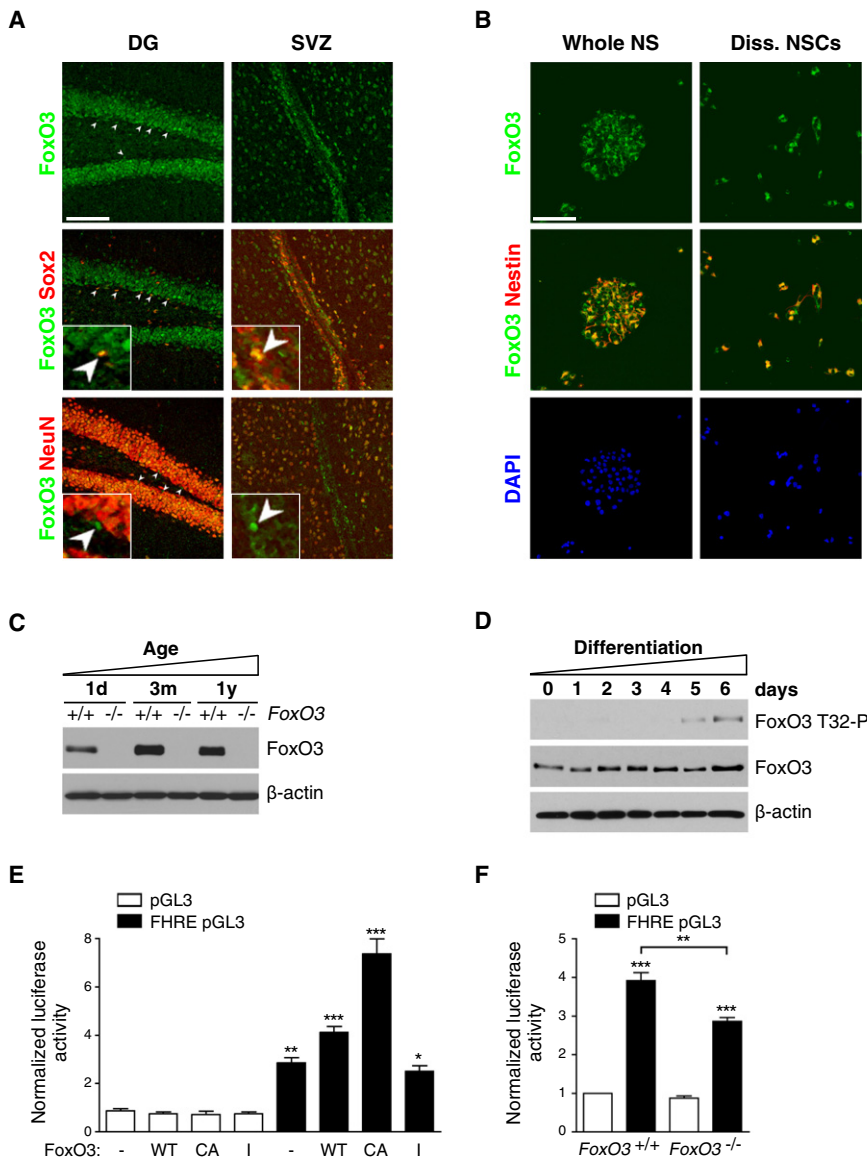 A
DG SVZ
FoxO3
FoxO3 Sox2
FoxO3 NeuN
B
Whole NS Diss. NSCs
FoxO3
FoxO3 Nestin
DAPI
C
Age
1d 3m 1y
+/+ -/- +/+ -/- +/+ -/- FoxO3
FoxO3
β-actin
D
Differentiation
0 1 2 3 4 5 6 days
FoxO3 T32-P
FoxO3
β-actin
E
pGL3
FHRE pGL3
Normalized luciferase
activity
8
6
4
2
0
** *** *** *
FoxO3: - WT CA I - WT CA I
F
pGL3
FHRE pGL3
Normalized luciferase
activity
5
4
3
2
1
0
**
*** ***
FoxO3 +/+ FoxO3 -/-